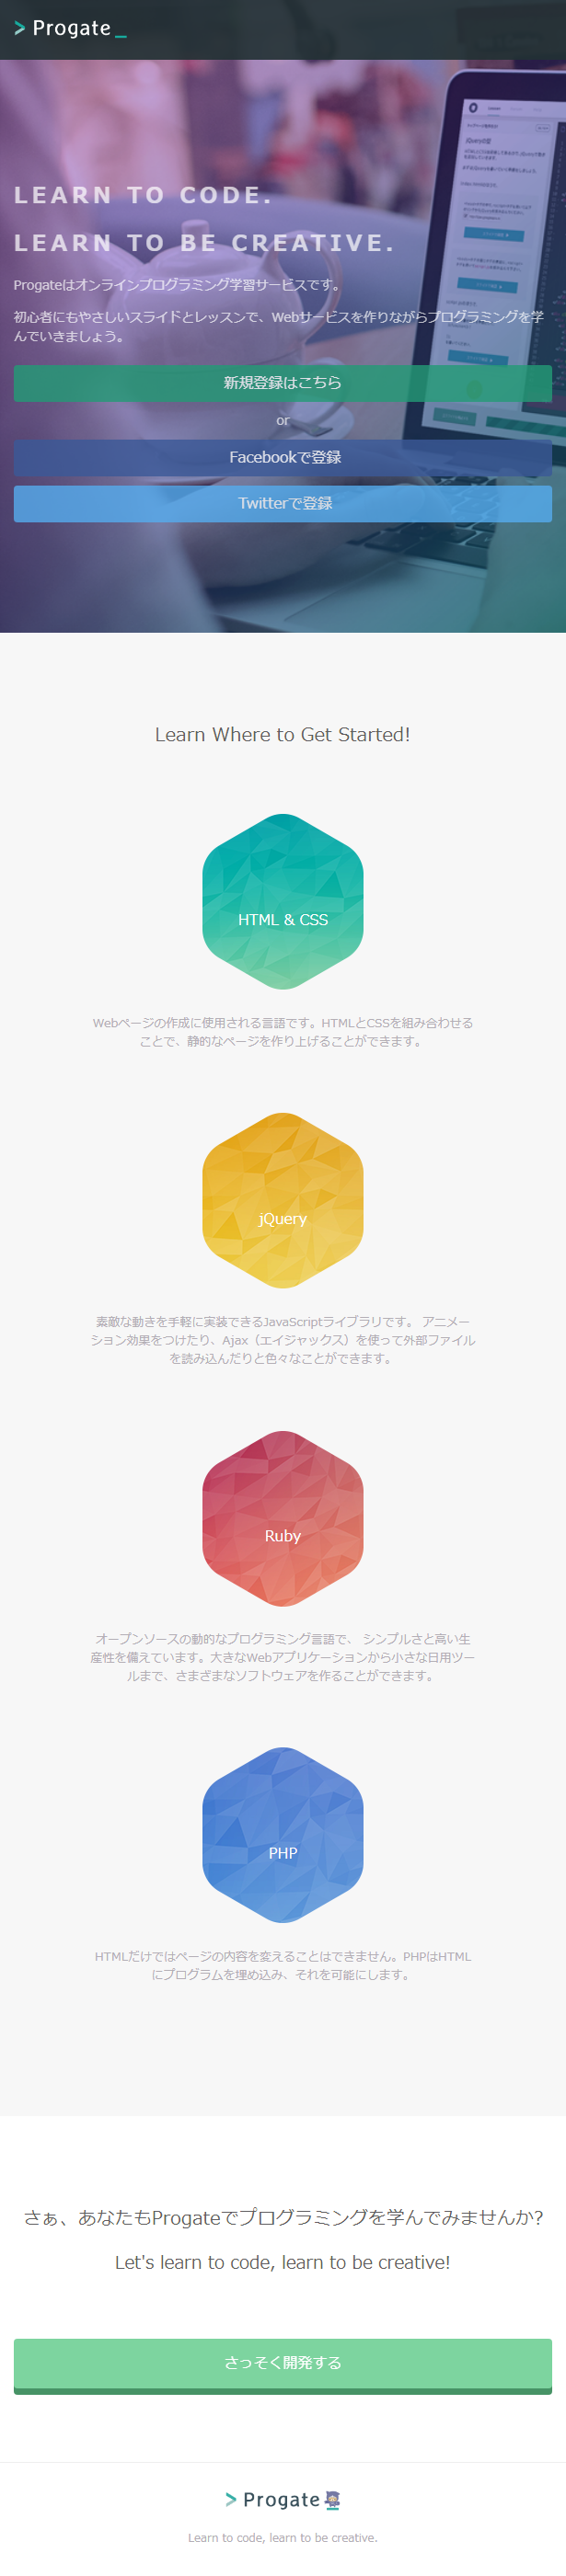 Progate
LEARN TO CODE.
LEARN TO BE CREATIVE.
Progateはオンラインプログラミング学習サービスです。
初心者にもやさしいスライドとレッスンで、Webサービスを作りながらプログラミングを学
んでいきましょう。
新規登録はこちら
or
Facebookで登録
Twitterで登録
Learn Where to Get Started!
HTML & CSS
Webページの作成に使用される言語です。HTMLとCSSを組み合わせる
ことで、静的なページを作り上げることができます。
jQuery
素敵な動きを手軽に実装できるJavaScriptライブラリです。 アニメー
ション効果をつけたり、Ajax（エイジャックス）を使って外部ファイル
を読み込んだりと色々なことができます。
Ruby
オープンソースの動的なプログラミング言語で、 シンプルさと高い生
産性を備えています。大きなWebアプリケーションから小さな日用ツー
ルまで、さまざまなソフトウェアを作ることができます。
PHP
HTMLだけではページの内容を変えることはできません。PHPはHTML
にプログラムを埋め込み、それを可能にします。
さぁ、あなたもProgateでプログラミングを学んでみませんか?
Let's learn to code, learn to be creative!
さっそく開発する
Progate
Learn to code, learn to be creative.